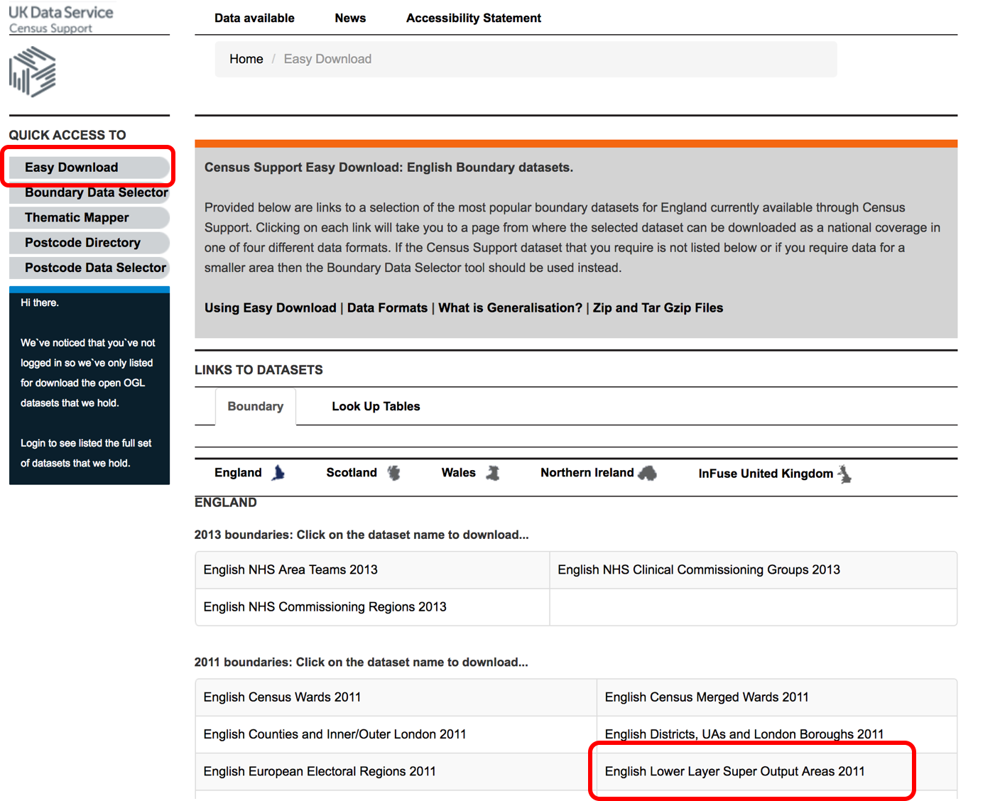 UK Data Service
Census Support
Data available
News
Accessibility Statement
Home / Easy Download
QUICK ACCESS TO
Easy Download
Boundary Data Selector
Thematic Mapper
Postcode Directory
Postcode Data Selector
Hi there.
We`ve noticed that you`ve not
logged in so we`ve only listed
for download the open OGL
datasets that we hold.
Login to see listed the full set
of datasets that we hold.
Census Support Easy Download: English Boundary datasets.
Provided below are links to a selection of the most popular boundary datasets for England currently available through Census
Support. Clicking on each link will take you to a page from where the selected dataset can be downloaded as a national coverage in
one of four different data formats. If the Census Support dataset that you require is not listed below or if you require data for a
smaller area then the Boundary Data Selector tool should be used instead.
Using Easy Download | Data Formats | What is Generalisation? | Zip and Tar Gzip Files
LINKS TO DATASETS
Boundary
Look Up Tables
England
Scotland
Wales
Northern Ireland
InFuse United Kingdom
ENGLAND
2013 boundaries: Click on the dataset name to download...
English NHS Area Teams 2013
English NHS Clinical Commissioning Groups 2013
English NHS Commissioning Regions 2013
2011 boundaries: Click on the dataset name to download...
English Census Wards 2011
English Census Merged Wards 2011
English Counties and Inner/Outer London 2011
English Districts, UAs and London Boroughs 2011
English European Electoral Regions 2011
English Lower Layer Super Output Areas 2011